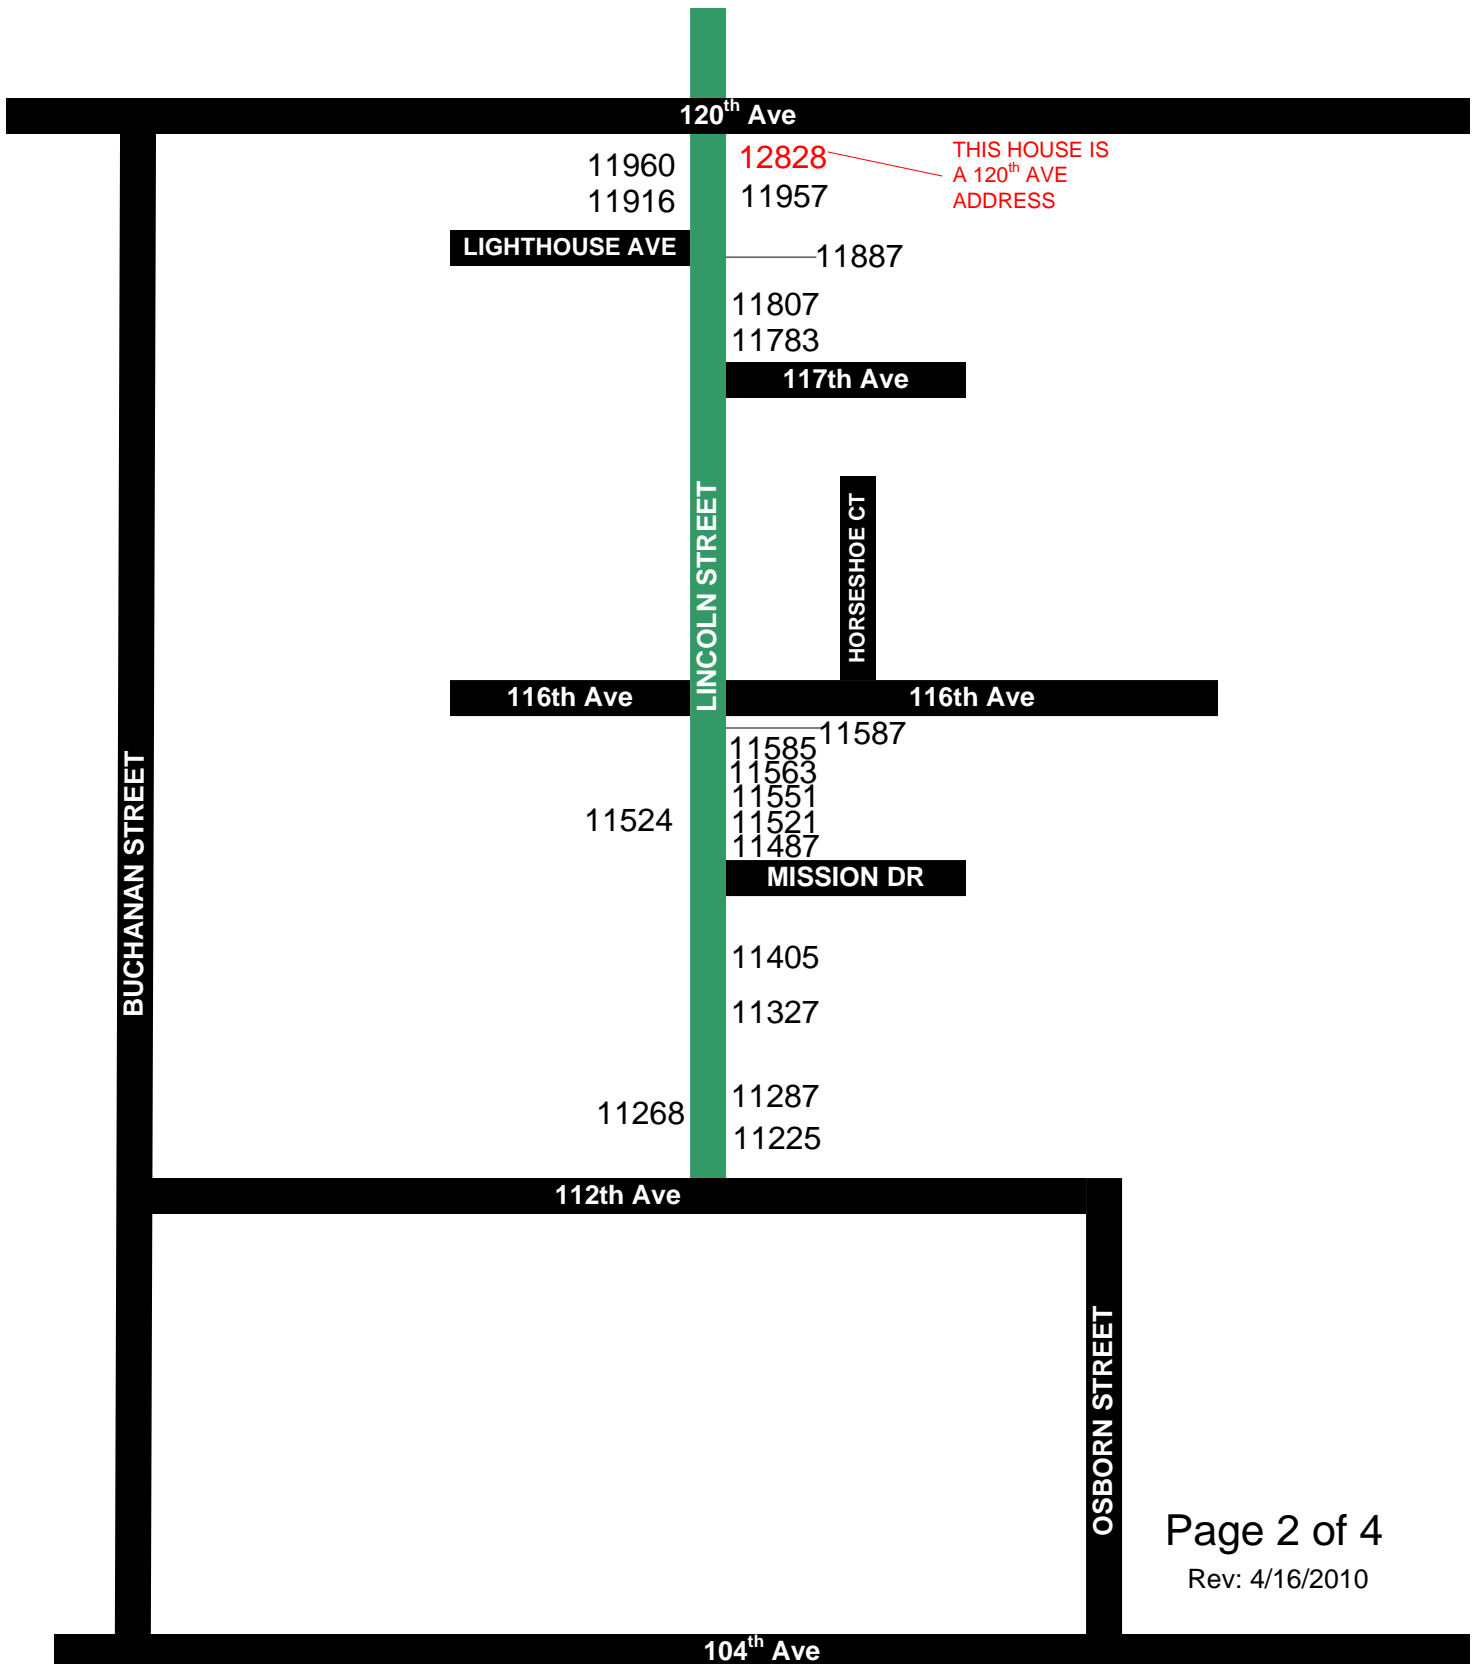 120th Ave
11960
12828
THIS HOUSE IS
A 120th AVE
ADDRESS
11916
11957
LIGHTHOUSE AVE
11887
11807
11783
117th Ave
LINCOLN STREET
HORSESHOE CT
116th Ave
116th Ave
11587
11585
11563
11551
11524
11521
11487
MISSION DR
BUCHANAN STREET
11405
11327
11287
11268
11225
112th Ave
OSBORN STREET
Page 2 of 4
Rev: 4/16/2010
104th Ave